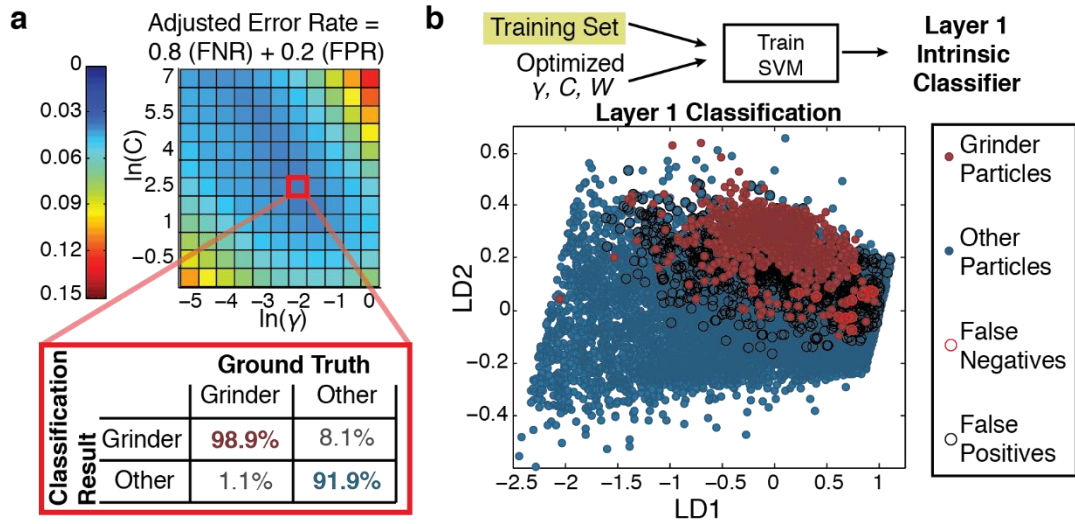 a
Adjusted Error Rate =
0.8 (FNR) + 0.2 (FPR)
0
0.03
0.06
0.09
0.12
0.15
ln(C)
7
5.5
4
2.5
1
−0.5
−5 −4 −3 −2 −1 0
ln(γ)
Ground Truth
Classification
Result
Grinder Other
Grinder 98.9% 8.1%
Other 1.1% 91.9%
b
Training Set
Optimized
γ, C, W
Train
SVM
Layer 1
Intrinsic
Classifier
Layer 1 Classification
LD2
0.6
0.4
0.2
0
−0.2
−0.4
−2.5 −2 −1.5 −1 −0.5 0 0.5 1
LD1
Grinder
Particles
Other
Particles
False
Negatives
False
Positives